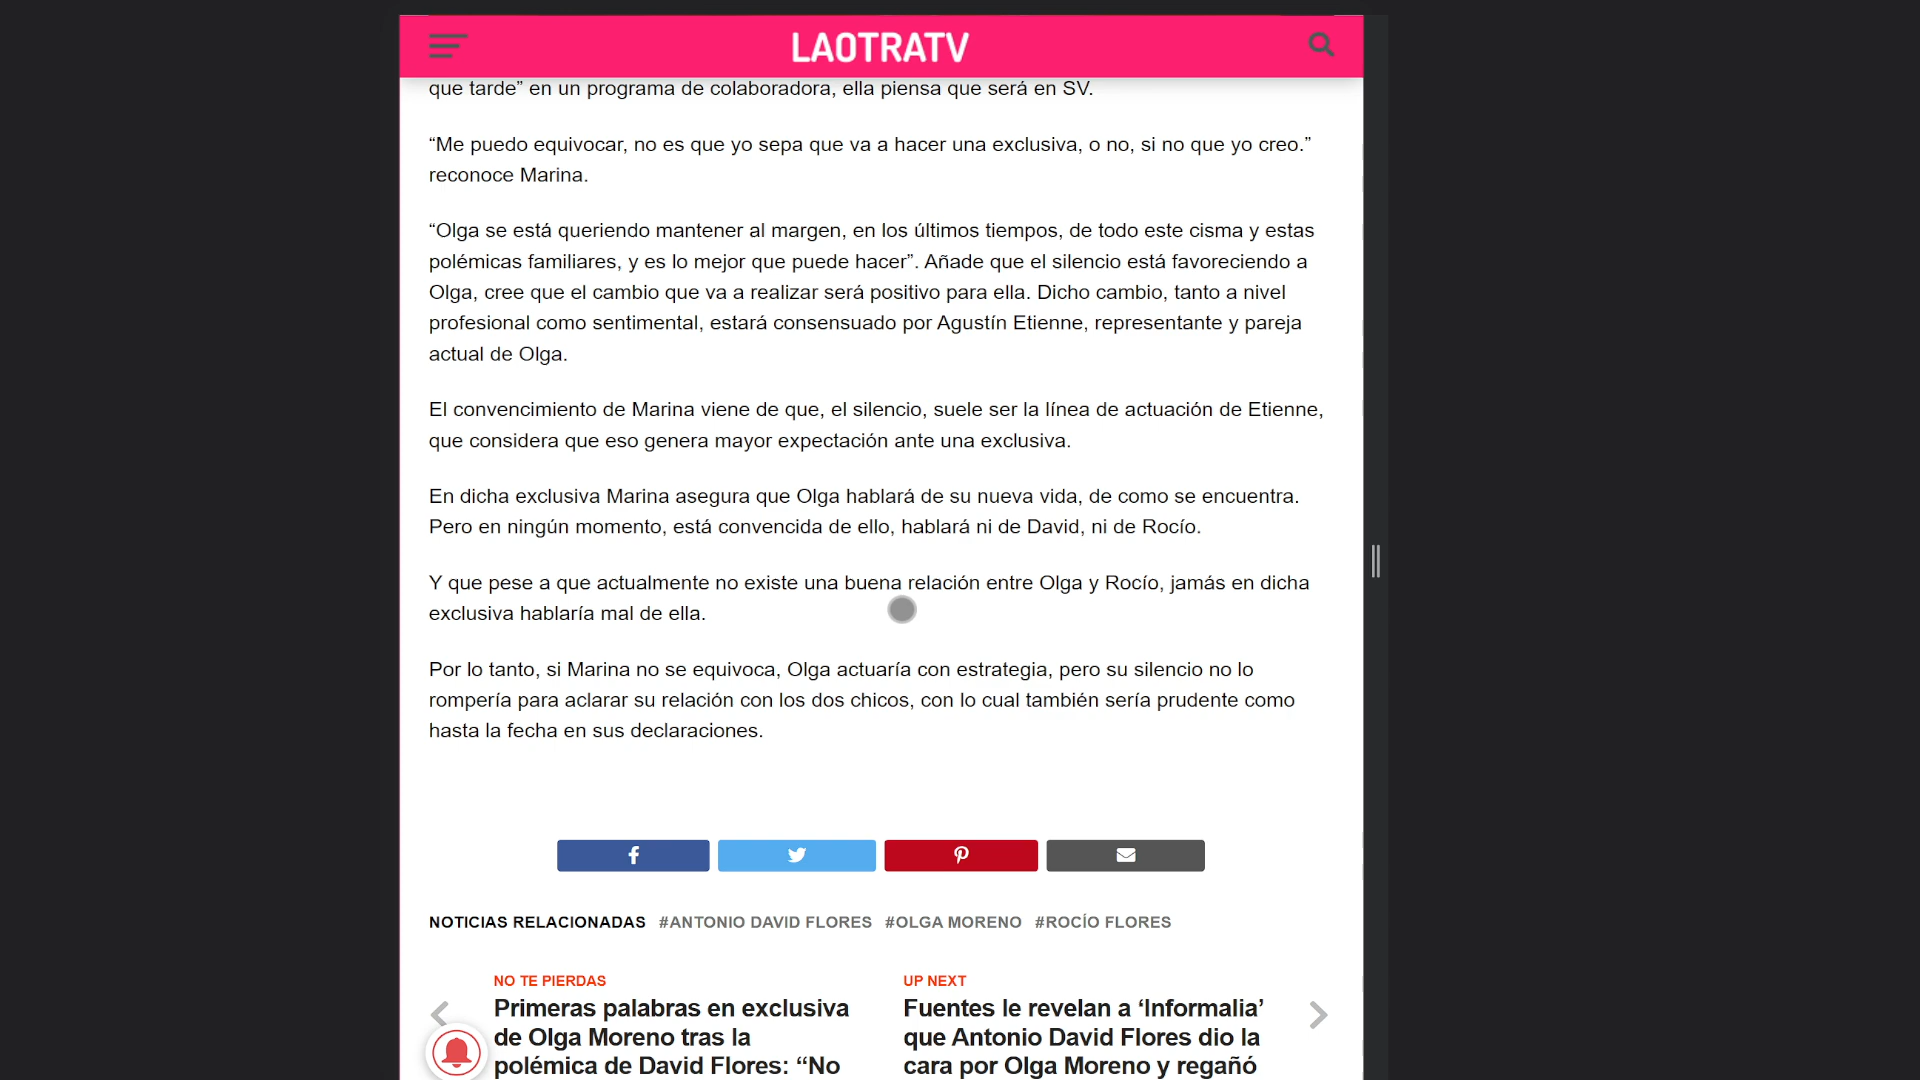 LAOTRATV
que tarde” en un programa de colaboradora, ella piensa que será en SV.
“Me puedo equivocar, no es que yo sepa que va a hacer una exclusiva, o no, si no que yo creo.”
reconoce Marina.
“Olga se está queriendo mantener al margen, en los últimos tiempos, de todo este cisma y estas
polémicas familiares, y es lo mejor que puede hacer”. Añade que el silencio está favoreciendo a
Olga, cree que el cambio que va a realizar será positivo para ella. Dicho cambio, tanto a nivel
profesional como sentimental, estará consensuado por Agustín Etienne, representante y pareja
actual de Olga.
El convencimiento de Marina viene de que, el silencio, suele ser la línea de actuación de Etienne,
que considera que eso genera mayor expectación ante una exclusiva.
En dicha exclusiva Marina asegura que Olga hablará de su nueva vida, de como se encuentra.
Pero en ningún momento, está convencida de ello, hablará ni de David, ni de Rocío.
Y que pese a que actualmente no existe una buena relación entre Olga y Rocío, jamás en dicha
exclusiva hablaría mal de ella.
Por lo tanto, si Marina no se equivoca, Olga actuaría con estrategia, pero su silencio no lo
rompería para aclarar su relación con los dos chicos, con lo cual también sería prudente como
hasta la fecha en sus declaraciones.
NOTICIAS RELACIONADAS #ANTONIO DAVID FLORES #OLGA MORENO #ROCÍO FLORES
NO TE PIERDAS
Primeras palabras en exclusiva
de Olga Moreno tras la
polémica de David Flores: “No
UP NEXT
Fuentes le revelan a ‘Informalia’
que Antonio David Flores dio la
cara por Olga Moreno y regañó